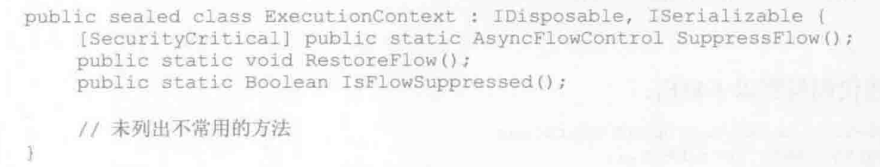 public sealed class ExecutionContext : IDisposable, ISerializable {
    [SecurityCritical] public static AsyncFlowControl SuppressFlow();
    public static void RestoreFlow();
    public static Boolean IsFlowSuppressed();

    // 未列出不常用的方法
}